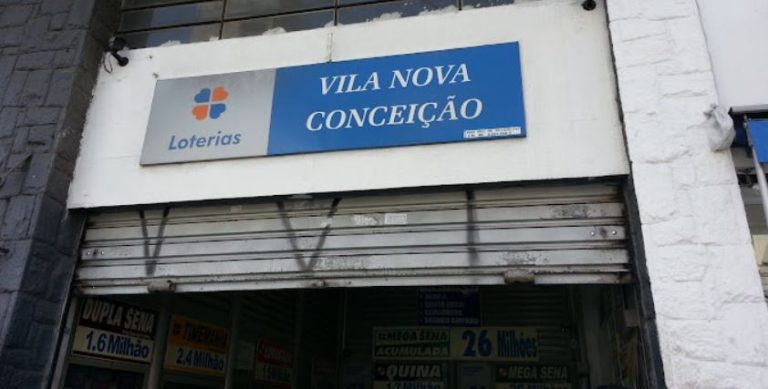 VILA NOVA
CONCEIÇÃO
Loterias
DUPLA SENA
1.6 Milhão
TIMEMANIA
2,4 Milhão
MEGA SENA
ACUMULADA
26 Milhões
QUINA
MEGA SENA